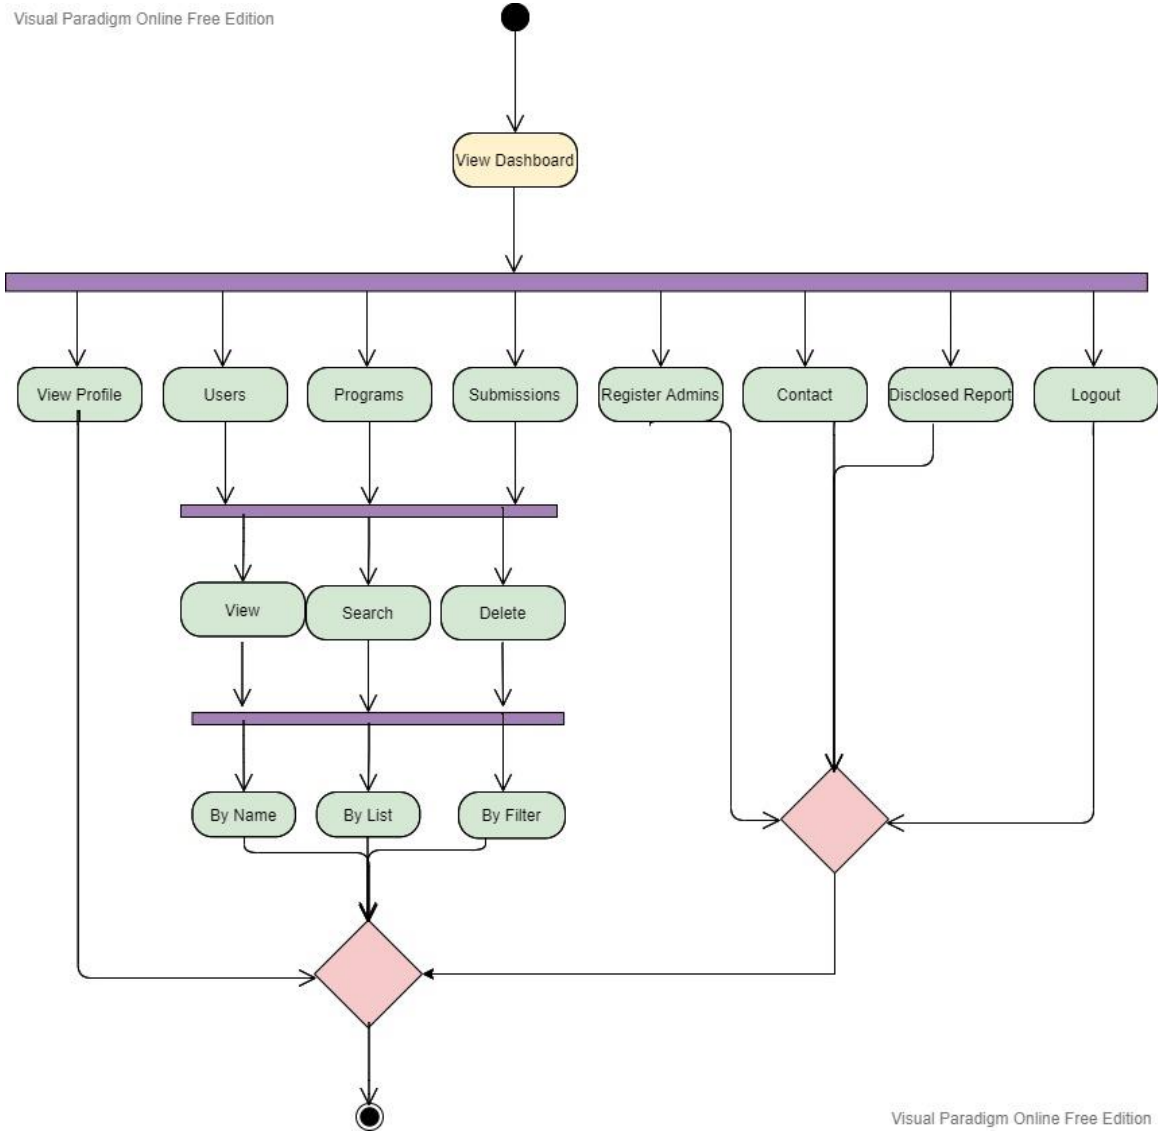 Visual Paradigm Online Free Edition
View Dashboard
View Profile
Users
Programs
Submissions
Register Admins
Contact
Disclosed Report
Logout
View
Search
Delete
By Name
By List
By Filter
Visual Paradigm Online Free Edition